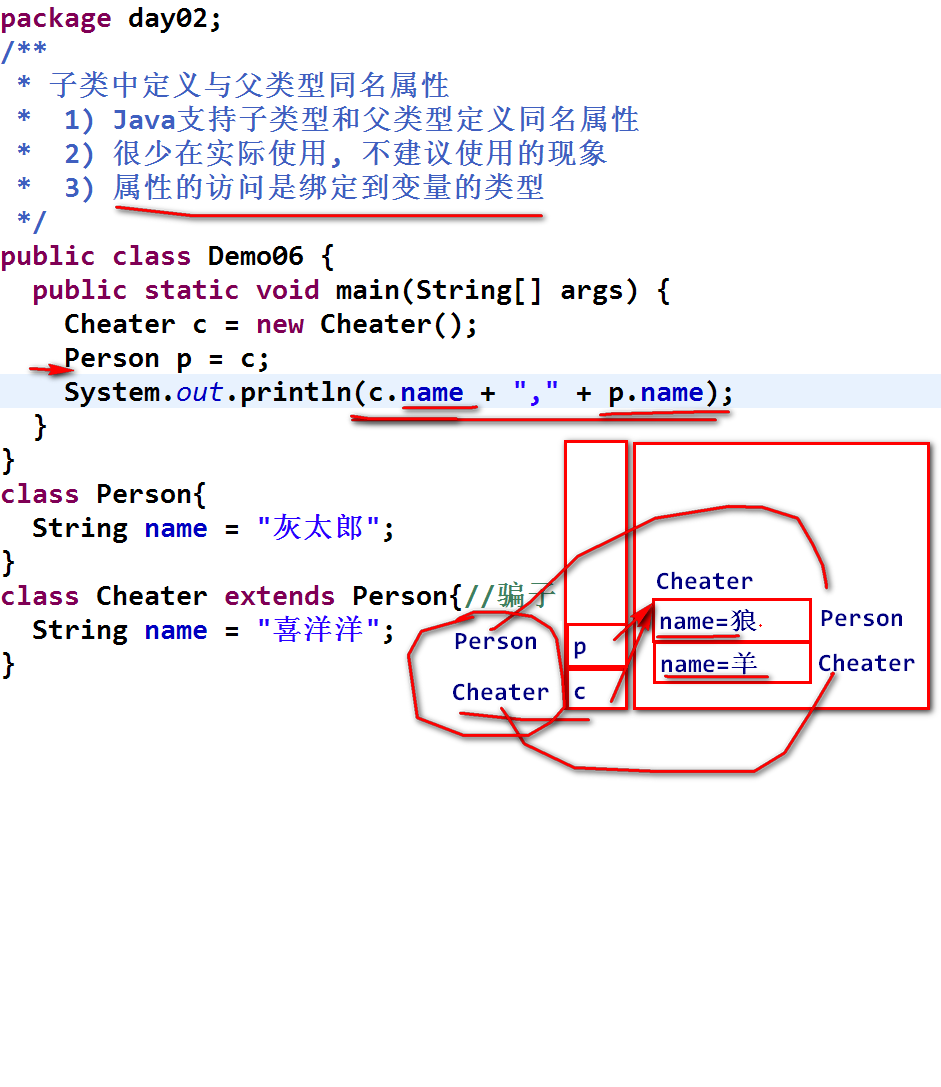 package day02;
/**
* 子类中定义与父类型同名属性
* 1) Java支持子类型和父类型定义同名属性
* 2) 很少在实际使用, 不建议使用的现象
* 3) 属性的访问是绑定到变量的类型
*/
public class Demo06 {
public static void main(String[] args) {
Cheater c = new Cheater();
Person p = c;
System.out.println(c.name + "," + p.name);
}
}
class Person{
String name = "灰太郎";
}
class Cheater extends Person{//骗子
String name = "喜洋洋";
}
Cheater
name=狼
Person
name=羊
Cheater
Person
p
Cheater
c